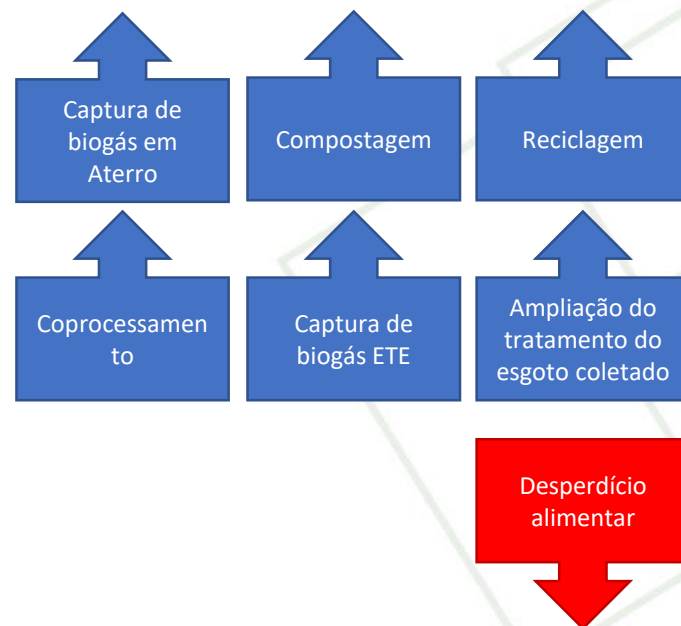 Captura de
biogás em
Aterro
Compostagem
Reciclagem
Coprocessamen
to
Captura de
biogás ETE
Ampliação do
tratamento do
esgoto coletado
Desperdício
alimentar